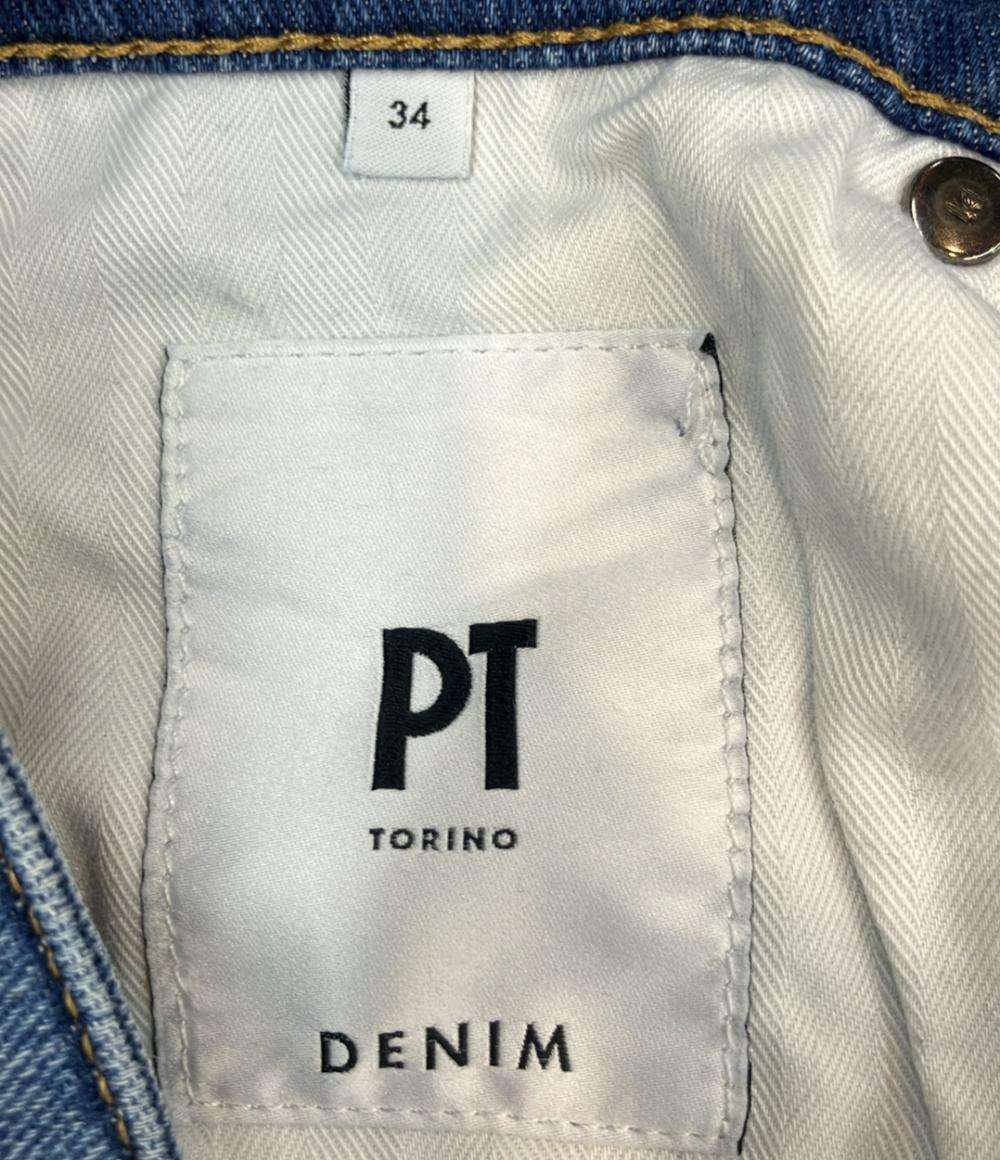 34
PT
TORINO
DENIM